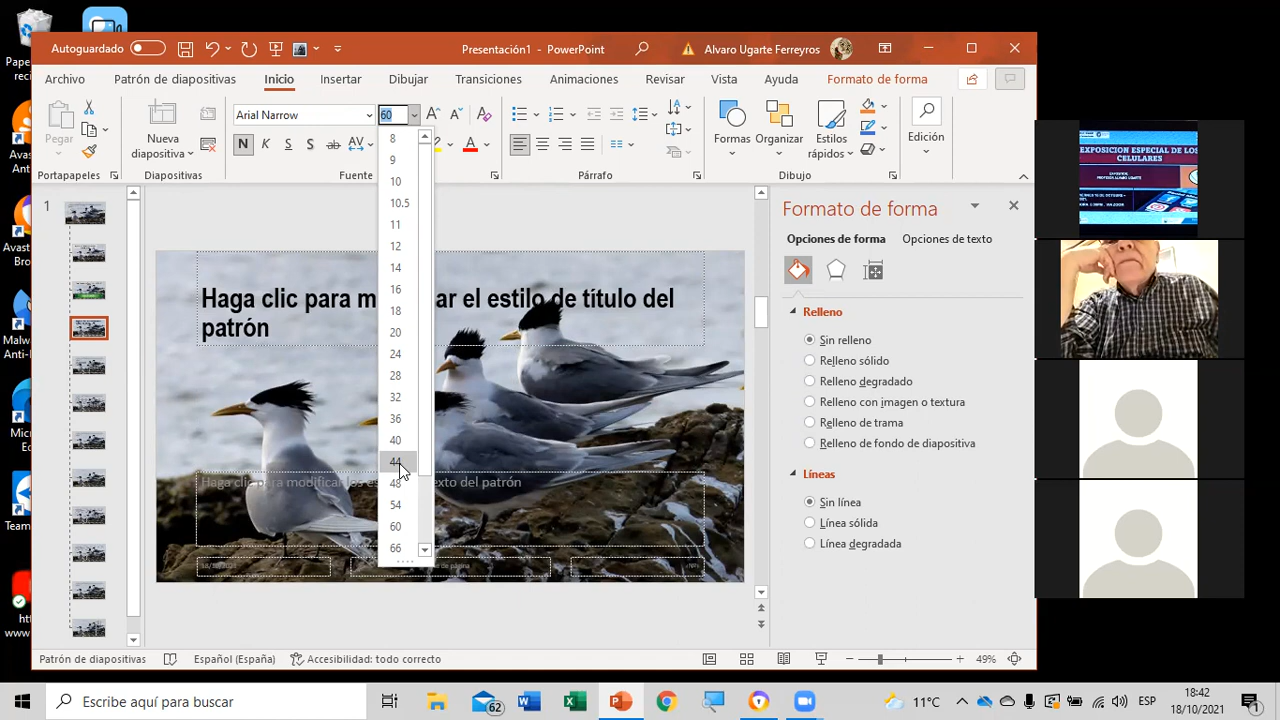 Autoguardado
Presentación1 - PowerPoint
Alvaro Ugarte Ferreyros
Archivo
Patrón de diapositivas
Inicio
Insertar
Dibujar
Transiciones
Animaciones
Revisar
Vista
Ayuda
Formato de forma
Pegar
Nueva
diapositiva
Arial Narrow
60
N
K
S
S
ab
AV
A
Formas
Organizar
Estilos
rápidos
Edición
Portapapeles
Diapositivas
Fuente
Párrafo
Dibujo
8
9
10
10.5
11
12
14
16
18
20
24
28
32
36
40
44
48
54
60
66
1
Haga clic para m
ar el estilo de título del
patrón
Haga clic para modificar los es
exto del patrón
Formato de forma
Opciones de forma
Opciones de texto
Relleno
Sin relleno
Relleno sólido
Relleno degradado
Relleno con imagen o textura
Relleno de trama
Relleno de fondo de diapositiva
Líneas
Sin línea
Línea sólida
Línea degradada
EXPOSICION ESPECIAL DE LOS
CELULARES
Patrón de diapositivas
Español (España)
Accesibilidad: todo correcto
49%
Escribe aquí para buscar
62
11°C
ESP
18:42
18/10/2021
1